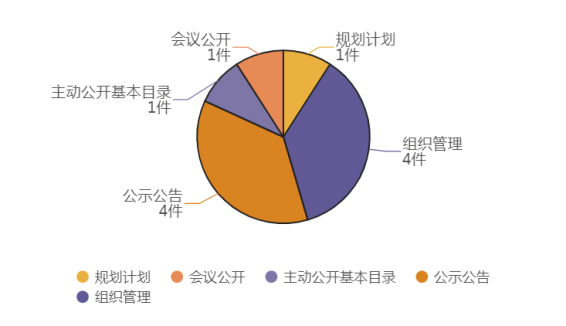 会议公开
1件
规划计划
1件
主动公开基本目录
1件
组织管理
4件
公示公告
4件
规划计划 会议公开 主动公开基本目录 公示公告
组织管理